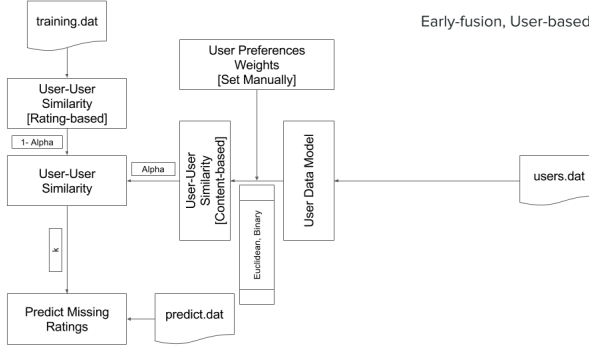 Early-fusion, User-based
training.dat
User Preferences
Weights
[Set Manually]
User-User
Similarity
[Rating-based]
1- Alpha
User-User
Similarity
Alpha
User-User
Similarity
[Content-based]
Euclidean, Binary
User Data Model
users.dat
k
Predict Missing
Ratings
predict.dat